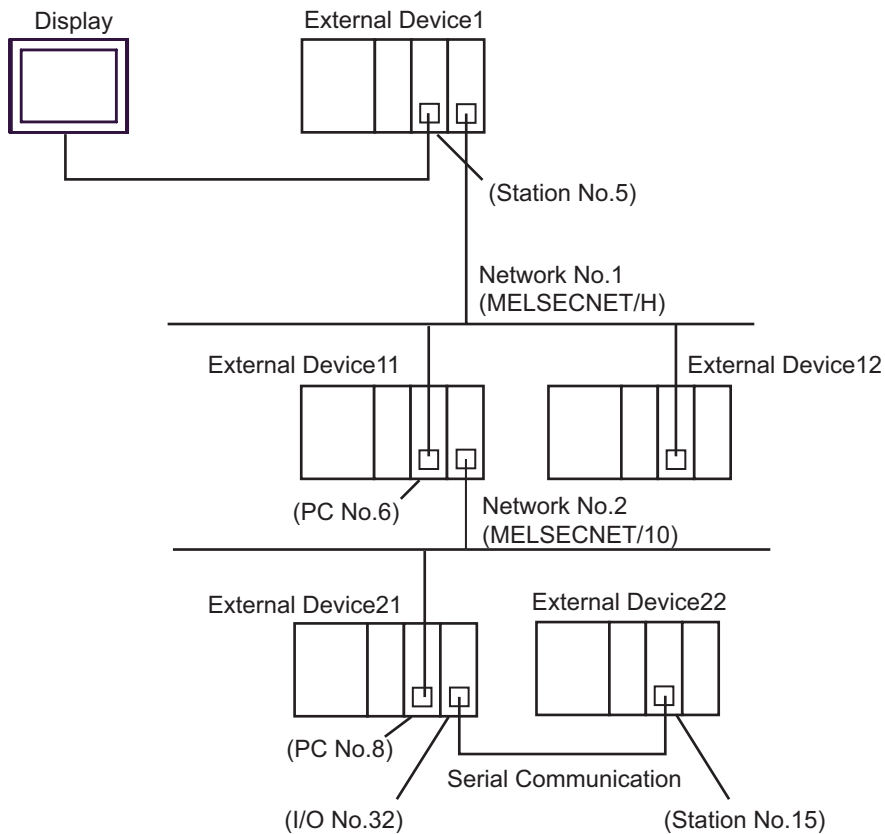 Display
External Device1
(Station No.5)
Network No.1
(MELSECNET/H)
External Device11
External Device12
(PC No.6)
Network No.2
(MELSECNET/10)
External Device21
External Device22
(PC No.8)
Serial Communication
(I/O No.32)
(Station No.15)